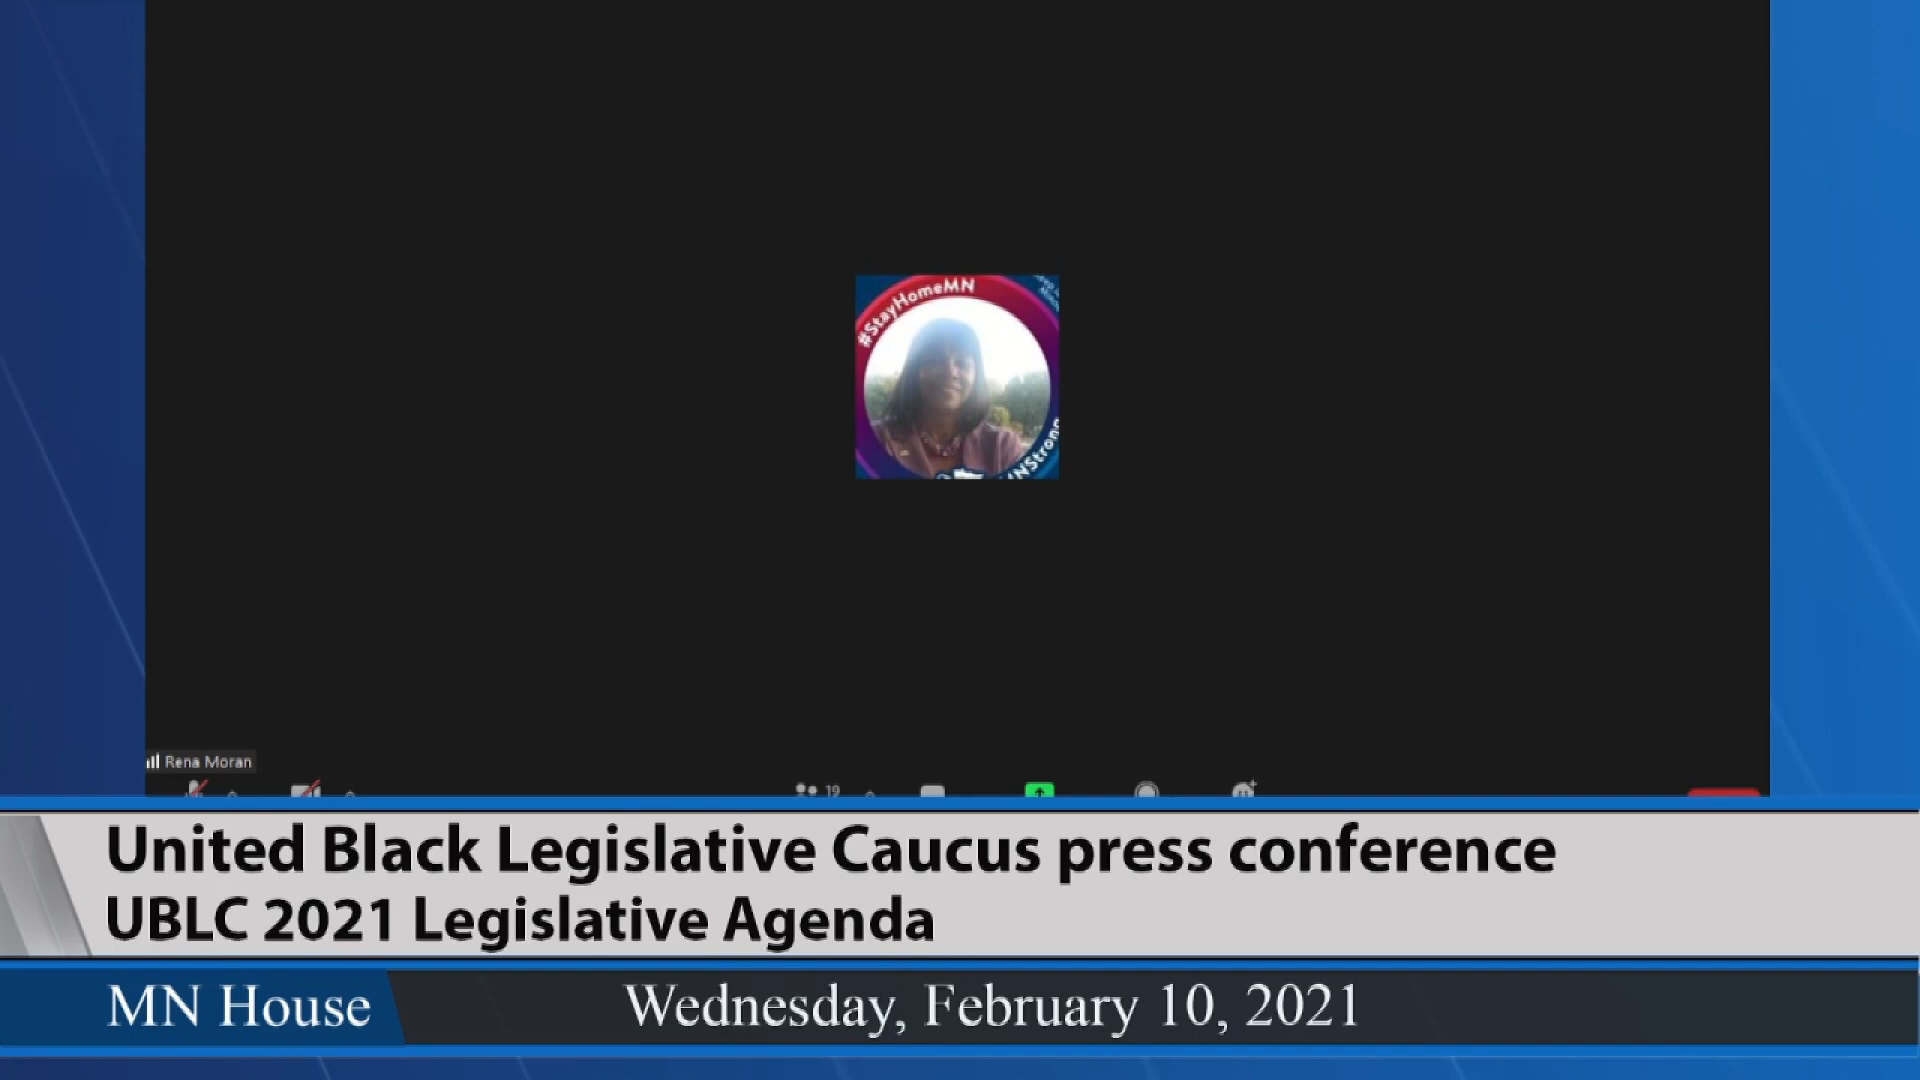 #StayHomeMN
Rena Moran
19
United Black Legislative Caucus press conference
UBLC 2021 Legislative Agenda
MN House
Wednesday, February 10, 2021